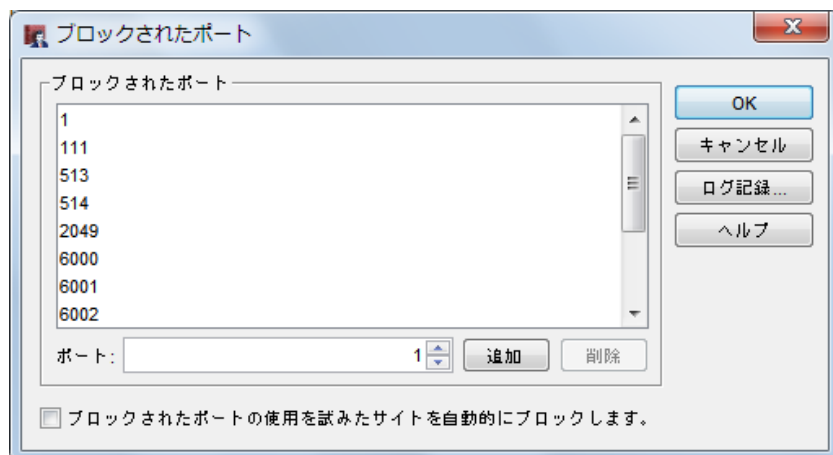 ブロックされたポート
ブロックされたポート
1
111
513
514
2049
6000
6001
6002
ポート:
1
追加
削除
OK
キャンセル
ログ記録...
ヘルプ
ブロックされたポートの使用を試みたサイトを自動的にブロックします。